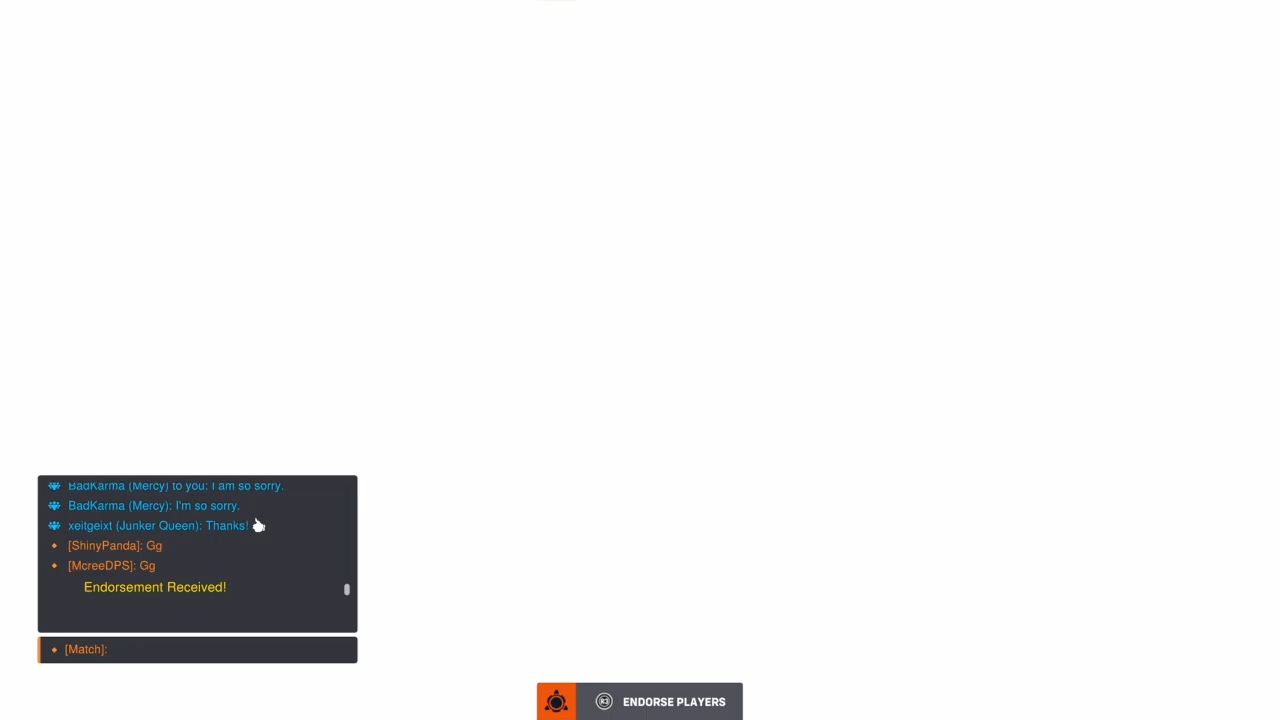 BadKarma (Mercy) to you: I am so sorry.
BadKarma (Mercy): I'm so sorry.
xeitgeixt (Junker Queen): Thanks!
[ShinyPanda]: Gg
[McreeDPS]: Gg
Endorsement Received!
[Match]:
R3 ENDORSE PLAYERS